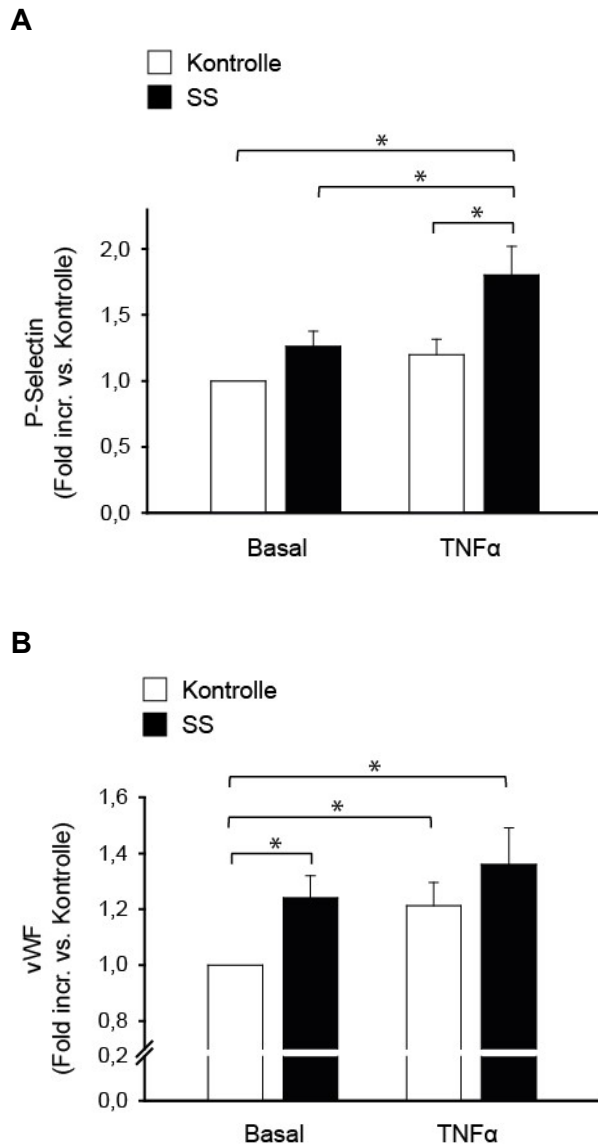 A
Kontrolle
SS
*
*
*
P-Selectin
(Fold incr. vs. Kontrolle)
2,0
1,5
1,0
0,5
0,0
Basal TNFα
B
Kontrolle
SS
*
*
*
vWF
(Fold incr. vs. Kontrolle)
1,6
1,4
1,2
1,0
0,8
0,2
0,0
Basal TNFα